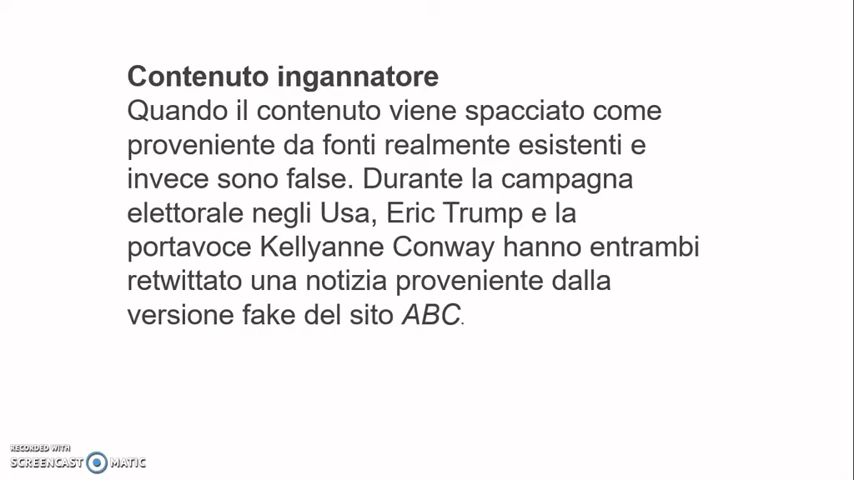 Contenuto ingannatore
Quando il contenuto viene spacciato come
proveniente da fonti realmente esistenti e
invece sono false. Durante la campagna
elettorale negli Usa, Eric Trump e la
portavoce Kellyanne Conway hanno entrambi
retwittato una notizia proveniente dalla
versione fake del sito ABC.
RECORDED WITH
SCREENCAST MATIC